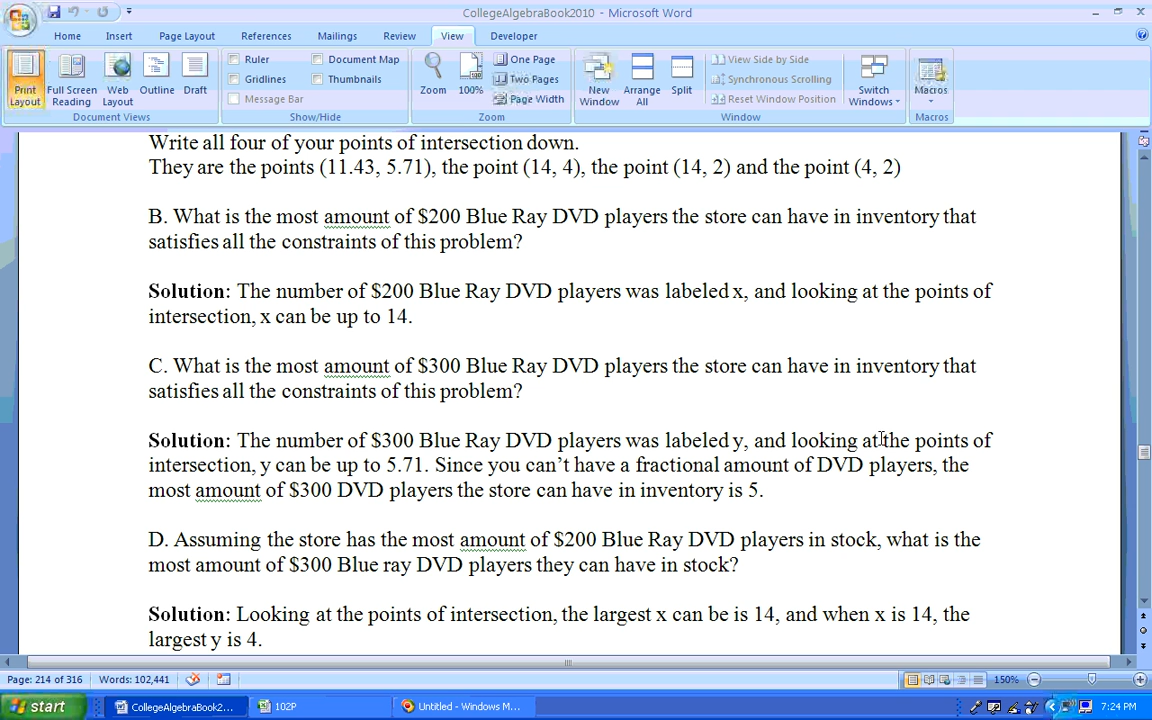 CollegeAlgebraBook2010 - Microsoft Word
Home Insert Page Layout References Mailings Review View Developer
Print Layout
Full Screen Reading
Web Layout
Outline
Draft
Document Views
Ruler
Gridlines
Message Bar
Document Map
Thumbnails
Show/Hide
Zoom
100%
One Page
Two Pages
Page Width
Zoom
New Window
Arrange All
Split
View Side by Side
Synchronous Scrolling
Reset Window Position
Switch Windows
Window
Macros
Macros
Write all four of your points of intersection down.
They are the points (11.43, 5.71), the point (14, 4), the point (14, 2) and the point (4, 2)
B. What is the most amount of $200 Blue Ray DVD players the store can have in inventory that
satisfies all the constraints of this problem?
Solution: The number of $200 Blue Ray DVD players was labeled x, and looking at the points of
intersection, x can be up to 14.
C. What is the most amount of $300 Blue Ray DVD players the store can have in inventory that
satisfies all the constraints of this problem?
Solution: The number of $300 Blue Ray DVD players was labeled y, and looking at the points of
intersection, y can be up to 5.71. Since you can’t have a fractional amount of DVD players, the
most amount of $300 DVD players the store can have in inventory is 5.
D. Assuming the store has the most amount of $200 Blue Ray DVD players in stock, what is the
most amount of $300 Blue ray DVD players they can have in stock?
Solution: Looking at the points of intersection, the largest x can be is 14, and when x is 14, the
largest y is 4.
Page: 214 of 316 Words: 102,441 150%
start CollegeAlgebraBook2... 102P Untitled - Windows M... 7:24 PM